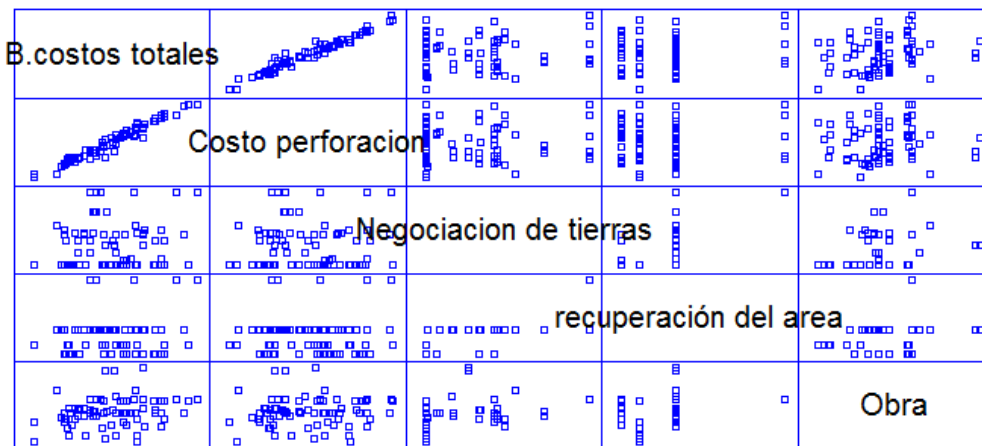 B.costos totales
Costo perforacion
Negociacion de tierras
recuperación del area
Obra